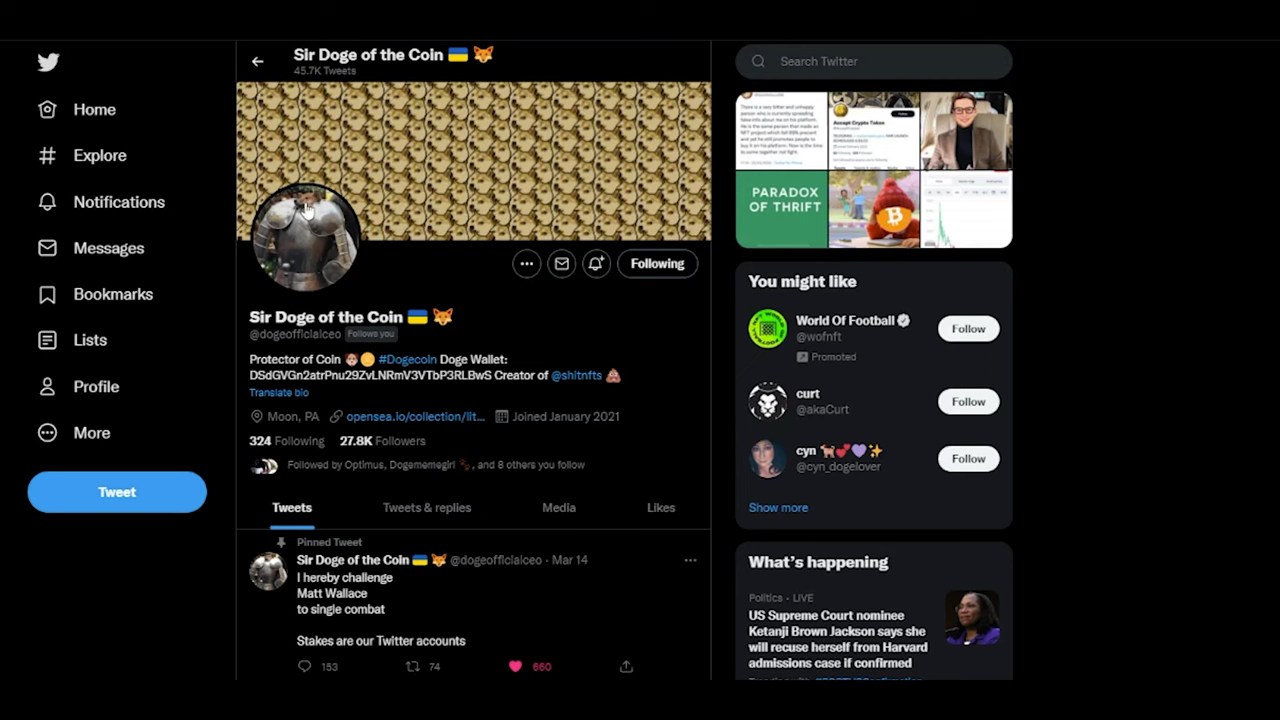 Home
Explore
Notifications
Messages
Bookmarks
Lists
Profile
More
Tweet
Sir Doge of the Coin 🇺🇦 🦊
45.7K Tweets
Following
Sir Doge of the Coin 🇺🇦 🦊
@dogeofficialceo Follows you
Protector of Coin 🐶🪙 #Dogecoin Doge Wallet:
DSdGVGn2atrPnu29ZvLNRmV3VTbP3RLBwS Creator of @shitnfts 💩
Translate bio
Moon, PA opensea.io/collection/lit... Joined January 2021
324 Following 27.8K Followers
Followed by Optimus, Dogememegirl 🐾, and 8 others you follow
Tweets Tweets & replies Media Likes
Pinned Tweet
Sir Doge of the Coin 🇺🇦 🦊 @dogeofficialceo · Mar 14
I hereby challenge
Matt Wallace
to single combat
Stakes are our Twitter accounts
153 74 660
Search Twitter
Accept Crypto Token
PARADOX
OF THRIFT
You might like
World Of Football
@wofnft
Promoted
Follow
curt
@akaCurt
Follow
cyn 🐕💕💜✨
@cyn_dogelover
Follow
Show more
What's happening
Politics · LIVE
US Supreme Court nominee
Ketanji Brown Jackson says she
will recuse herself from Harvard
admissions case if confirmed